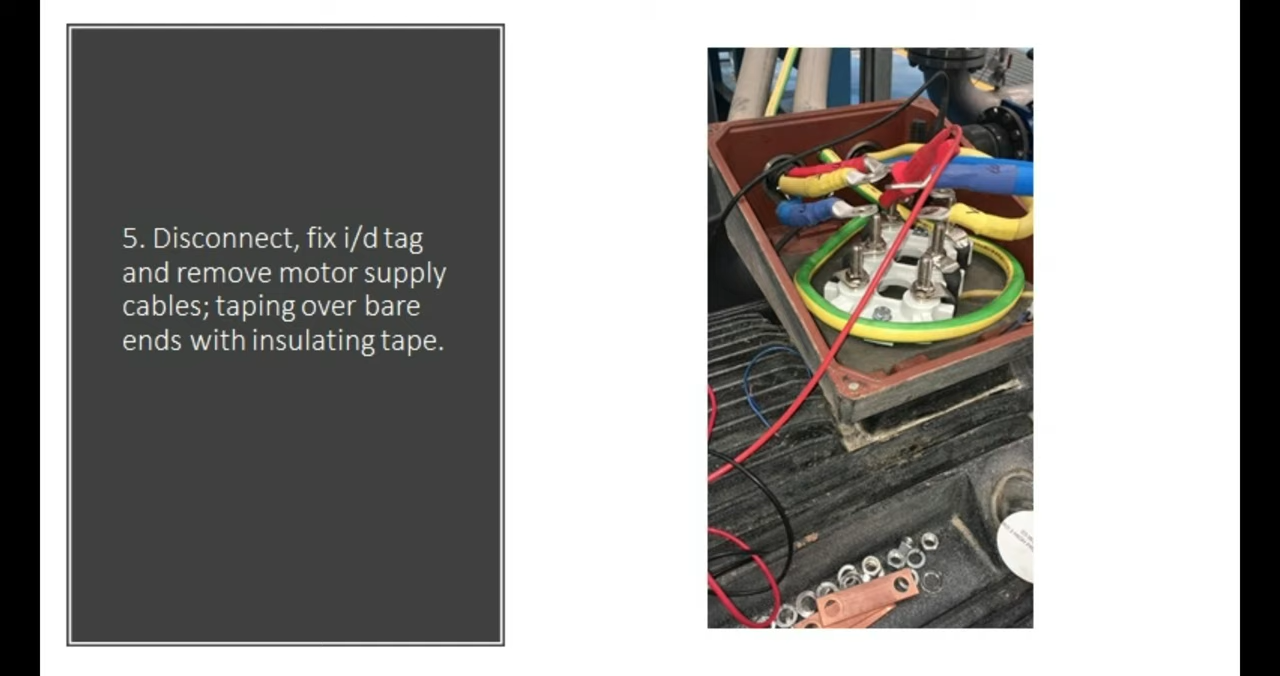 5. Disconnect, fix i/d tag
and remove motor supply
cables; taping over bare
ends with insulating tape.